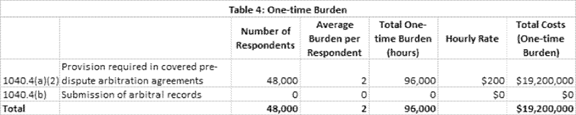 Table 4: One-time Burden
Number of Respondents Average Burden per Respondent Total One-time Burden (hours) Hourly Rate Total Costs (One-time Burden)
1040.4(a)(2) Provision required in covered pre-dispute arbitration agreements 48,000 2 96,000 $200 $19,200,000
1040.4(b) Submission of arbitral records 0 0 0 $0 $0
Total 48,000 2 96,000 $19,200,000